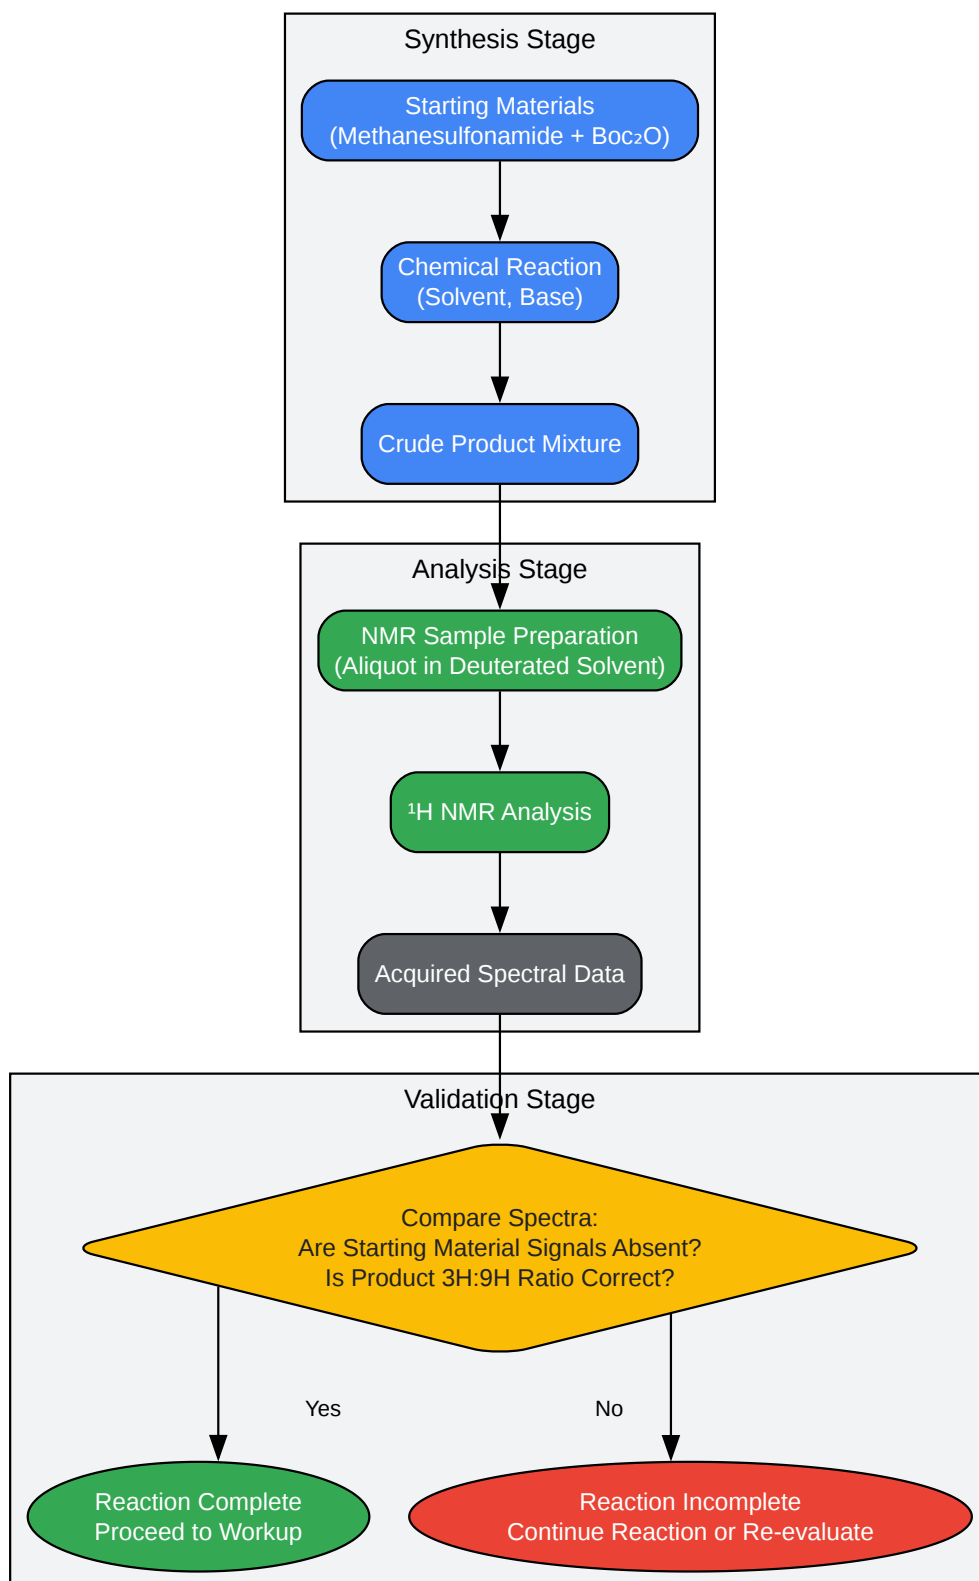 Synthesis Stage
Starting Materials
(Methanesulfonamide + Boc₂O)
Chemical Reaction
(Solvent, Base)
Crude Product Mixture
Analysis Stage
NMR Sample Preparation
(Aliquot in Deuterated Solvent)
¹H NMR Analysis
Acquired Spectral Data
Validation Stage
Compare Spectra:
Are Starting Material Signals Absent?
Is Product 3H:9H Ratio Correct?
Yes
No
Reaction Complete
Proceed to Workup
Reaction Incomplete
Continue Reaction or Re-evaluate